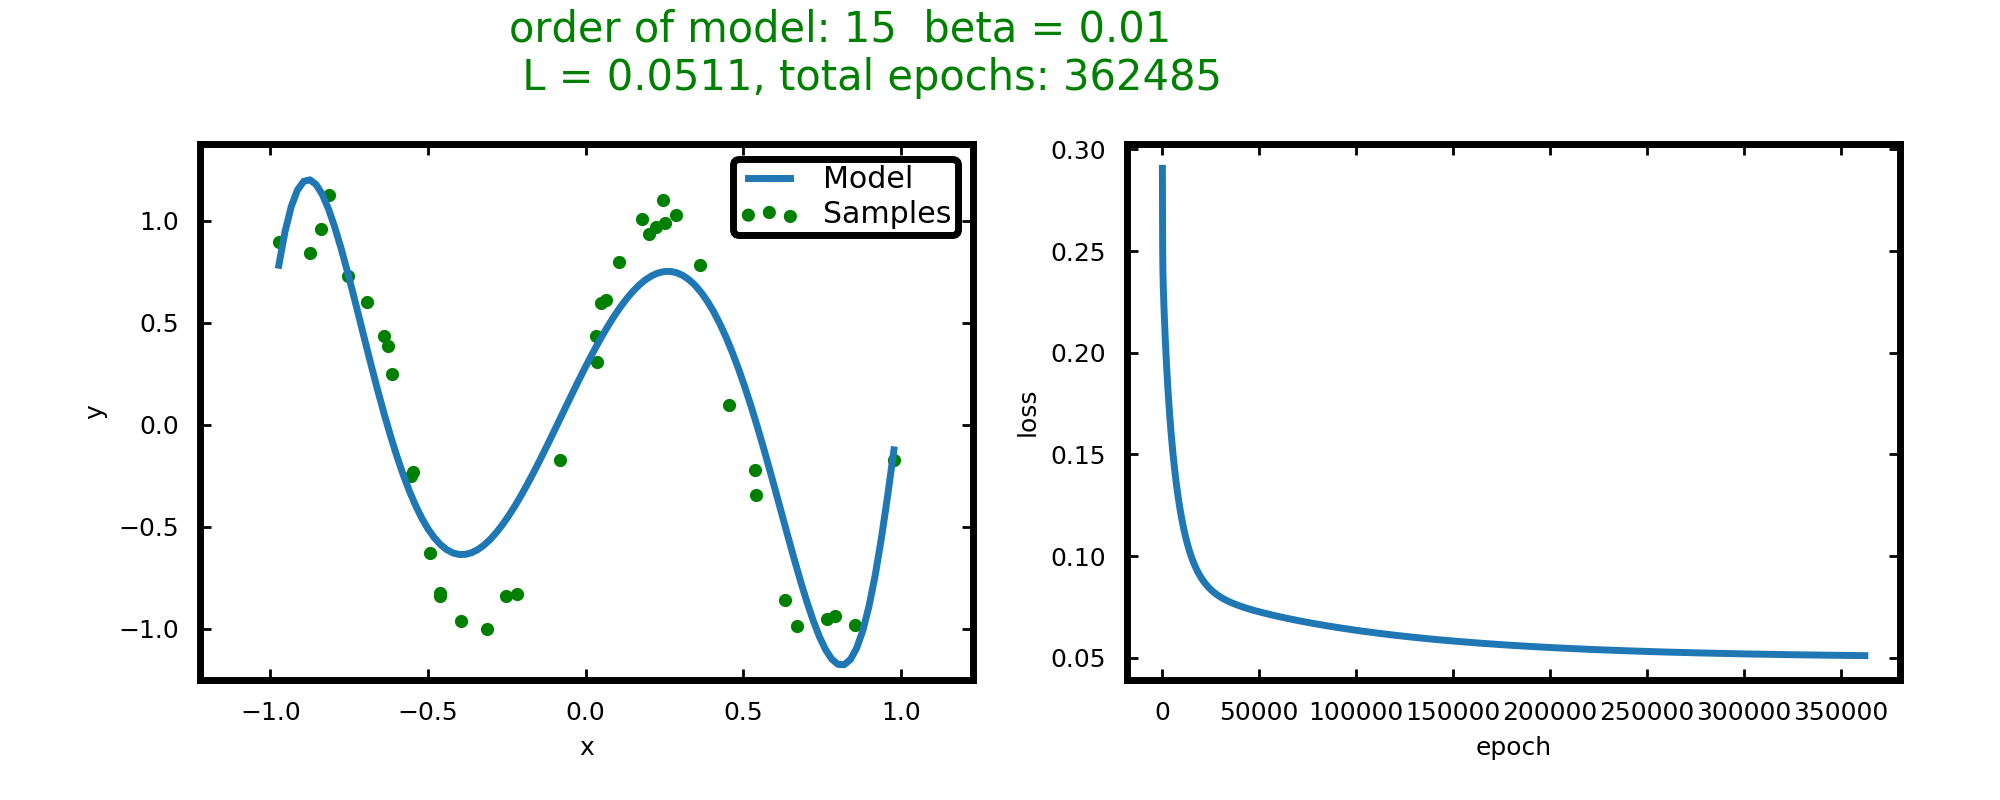 order of model: 15  beta = 0.01
L = 0.0511, total epochs: 362485
Model
Samples
1.0
0.5
0.0
−0.5
−1.0
y
−1.0 −0.5 0.0 0.5 1.0
x
0.30
0.25
0.20
0.15
0.10
0.05
loss
0 50000 100000 150000 200000 250000 300000 350000
epoch